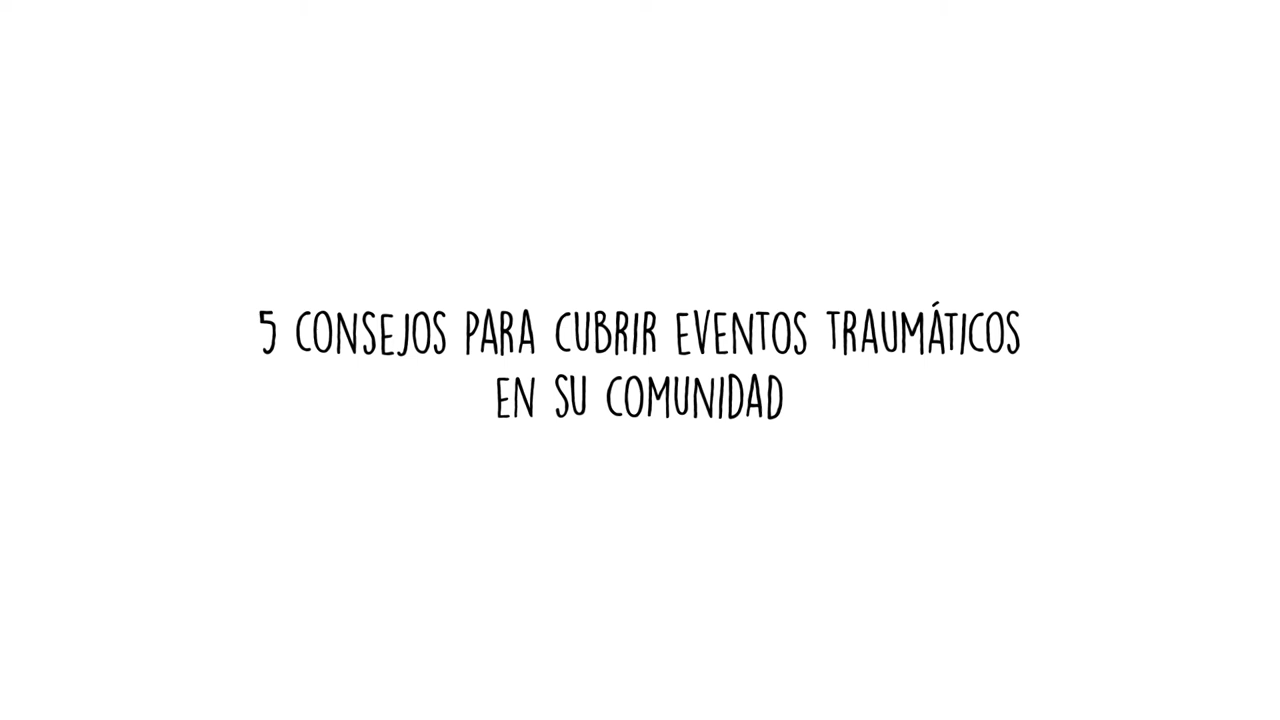 5 CONSEJOS PARA CUBRIR EVENTOS TRAUMÁTICOS
EN SU COMUNIDAD